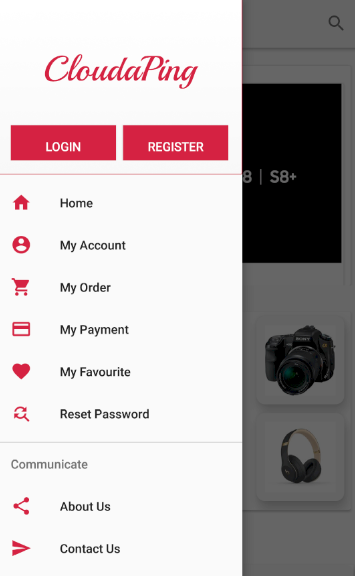 CloudaPing
LOGIN
REGISTER
Home
My Account
My Order
My Payment
My Favourite
Reset Password
Communicate
About Us
Contact Us
8 | S8+
SONY